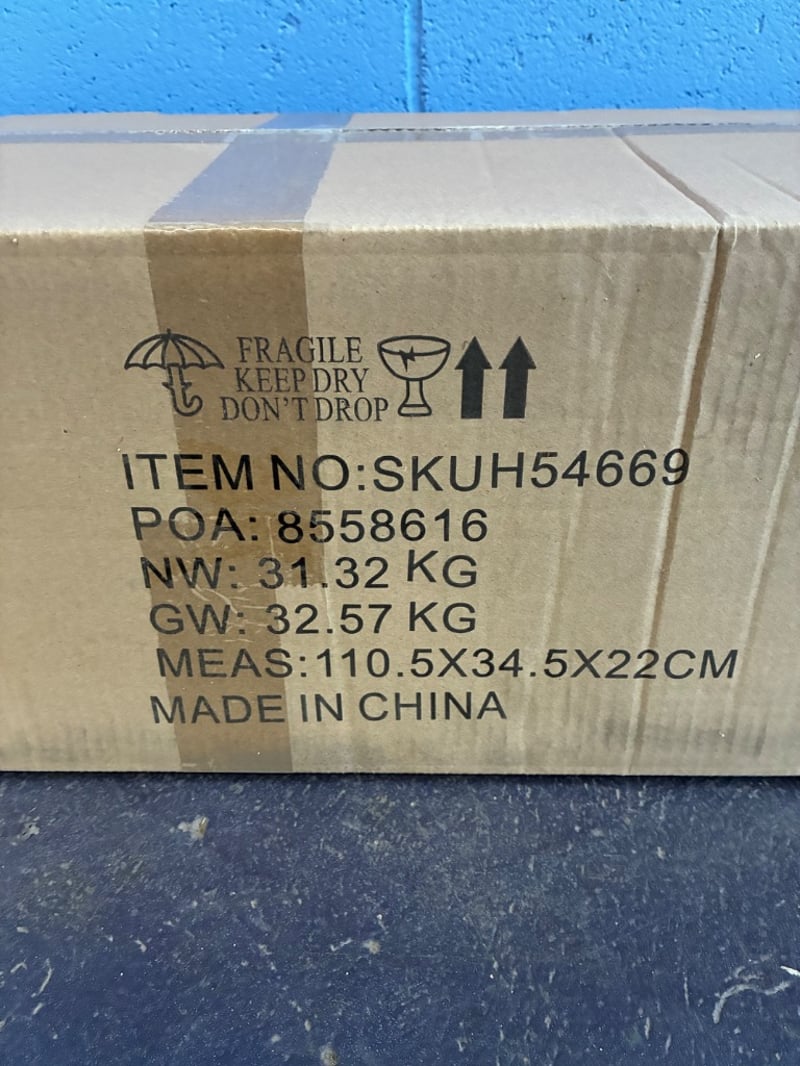 FRAGILE
KEEP DRY
DON'T DROP
ITEM NO:SKUH54669
POA: 8558616
NW: 31.32 KG
GW: 32.57 KG
MEAS:110.5X34.5X22CM
MADE IN CHINA